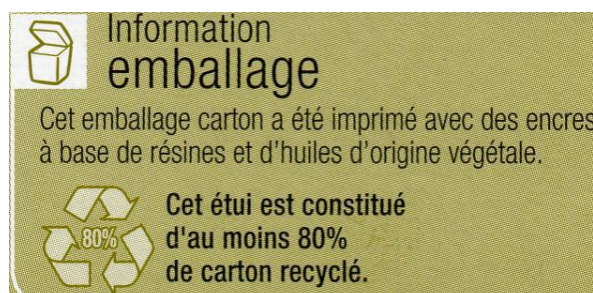 Information
emballage
Cet emballage carton a été imprimé avec des encres
à base de résines et d'huiles d'origine végétale.
80%
Cet étui est constitué
d'au moins 80%
de carton recyclé.